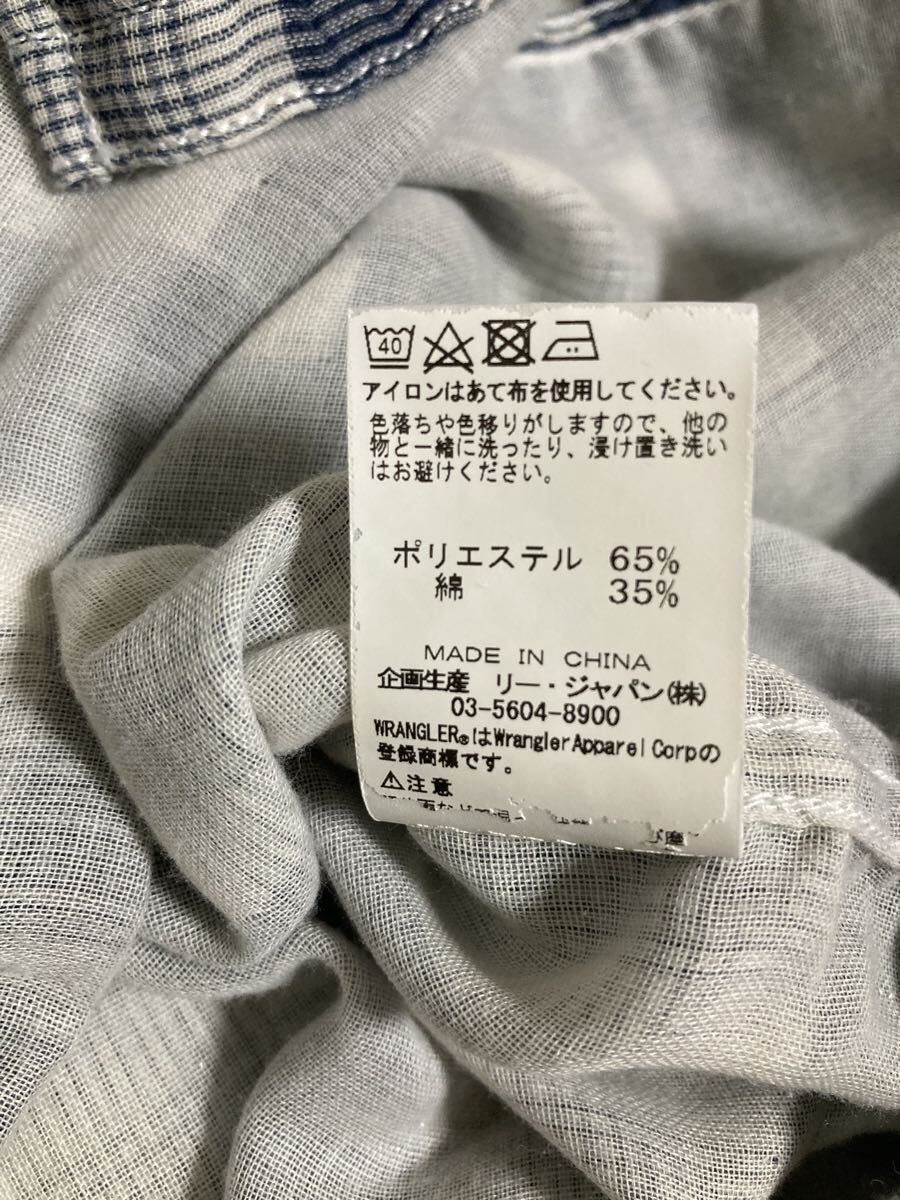 40
アイロンはあて布を使用してください。
色落ちや色移りがしますので、他の
物と一緒に洗ったり、浸け置き洗い
はお避けください。
ポリエステル 65%
綿 35%
MADE IN CHINA
企画生産 リー・ジャパン(株)
03-5604-8900
WRANGLER®はWrangler Apparel Corpの
登録商標です。
⚠注意